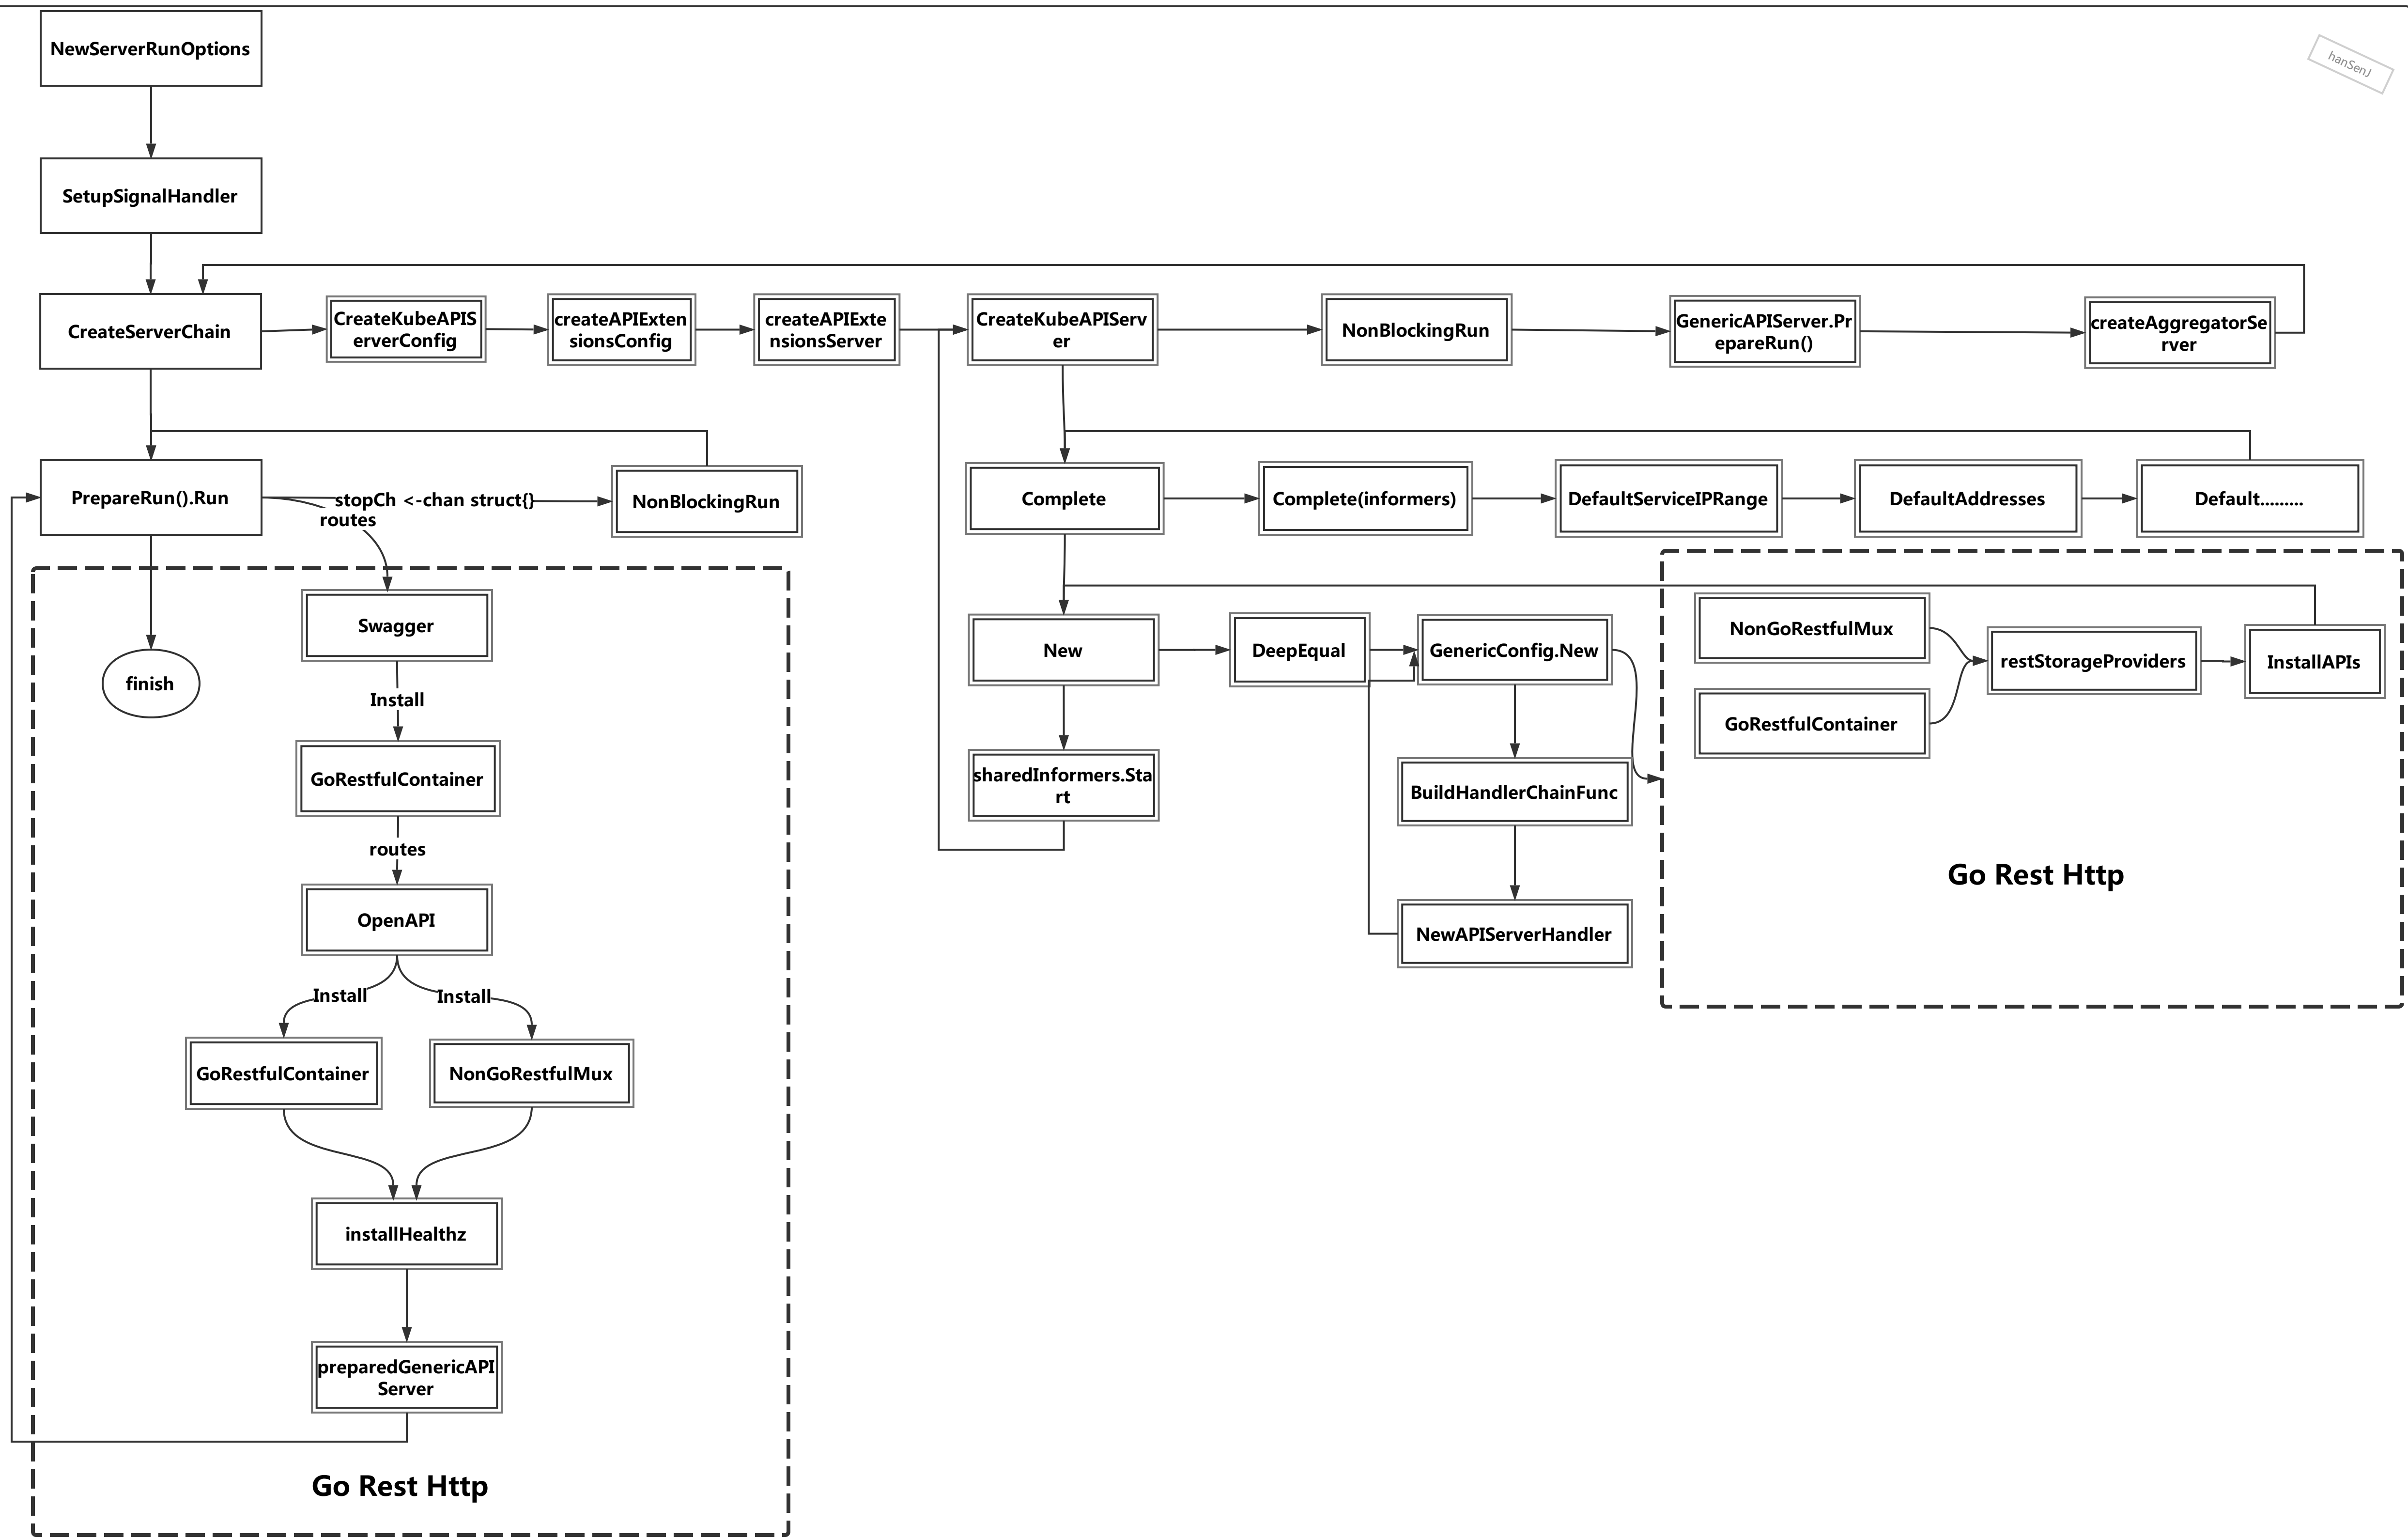 NewServerRunOptions
hanSenJ
SetupSignalHandler
CreateServerChain
CreateKubeAPIS
erverConfig
createAPIExten
sionsConfig
createAPIExte
nsionsServer
CreateKubeAPIServ
er
NonBlockingRun
GenericAPIServer.Pr
epareRun()
createAggregatorSe
rver
PrepareRun().Run
stopCh <-chan struct{}
routes
NonBlockingRun
Complete
Complete(informers)
DefaultServiceIPRange
DefaultAddresses
Default.........
finish
Swagger
Install
GoRestfulContainer
routes
OpenAPI
Install
Install
GoRestfulContainer
NonGoRestfulMux
installHealthz
preparedGenericAPI
Server
Go Rest Http
New
DeepEqual
GenericConfig.New
sharedInformers.Sta
rt
BuildHandlerChainFunc
NewAPIServerHandler
NonGoRestfulMux
GoRestfulContainer
restStorageProviders
InstallAPIs
Go Rest Http